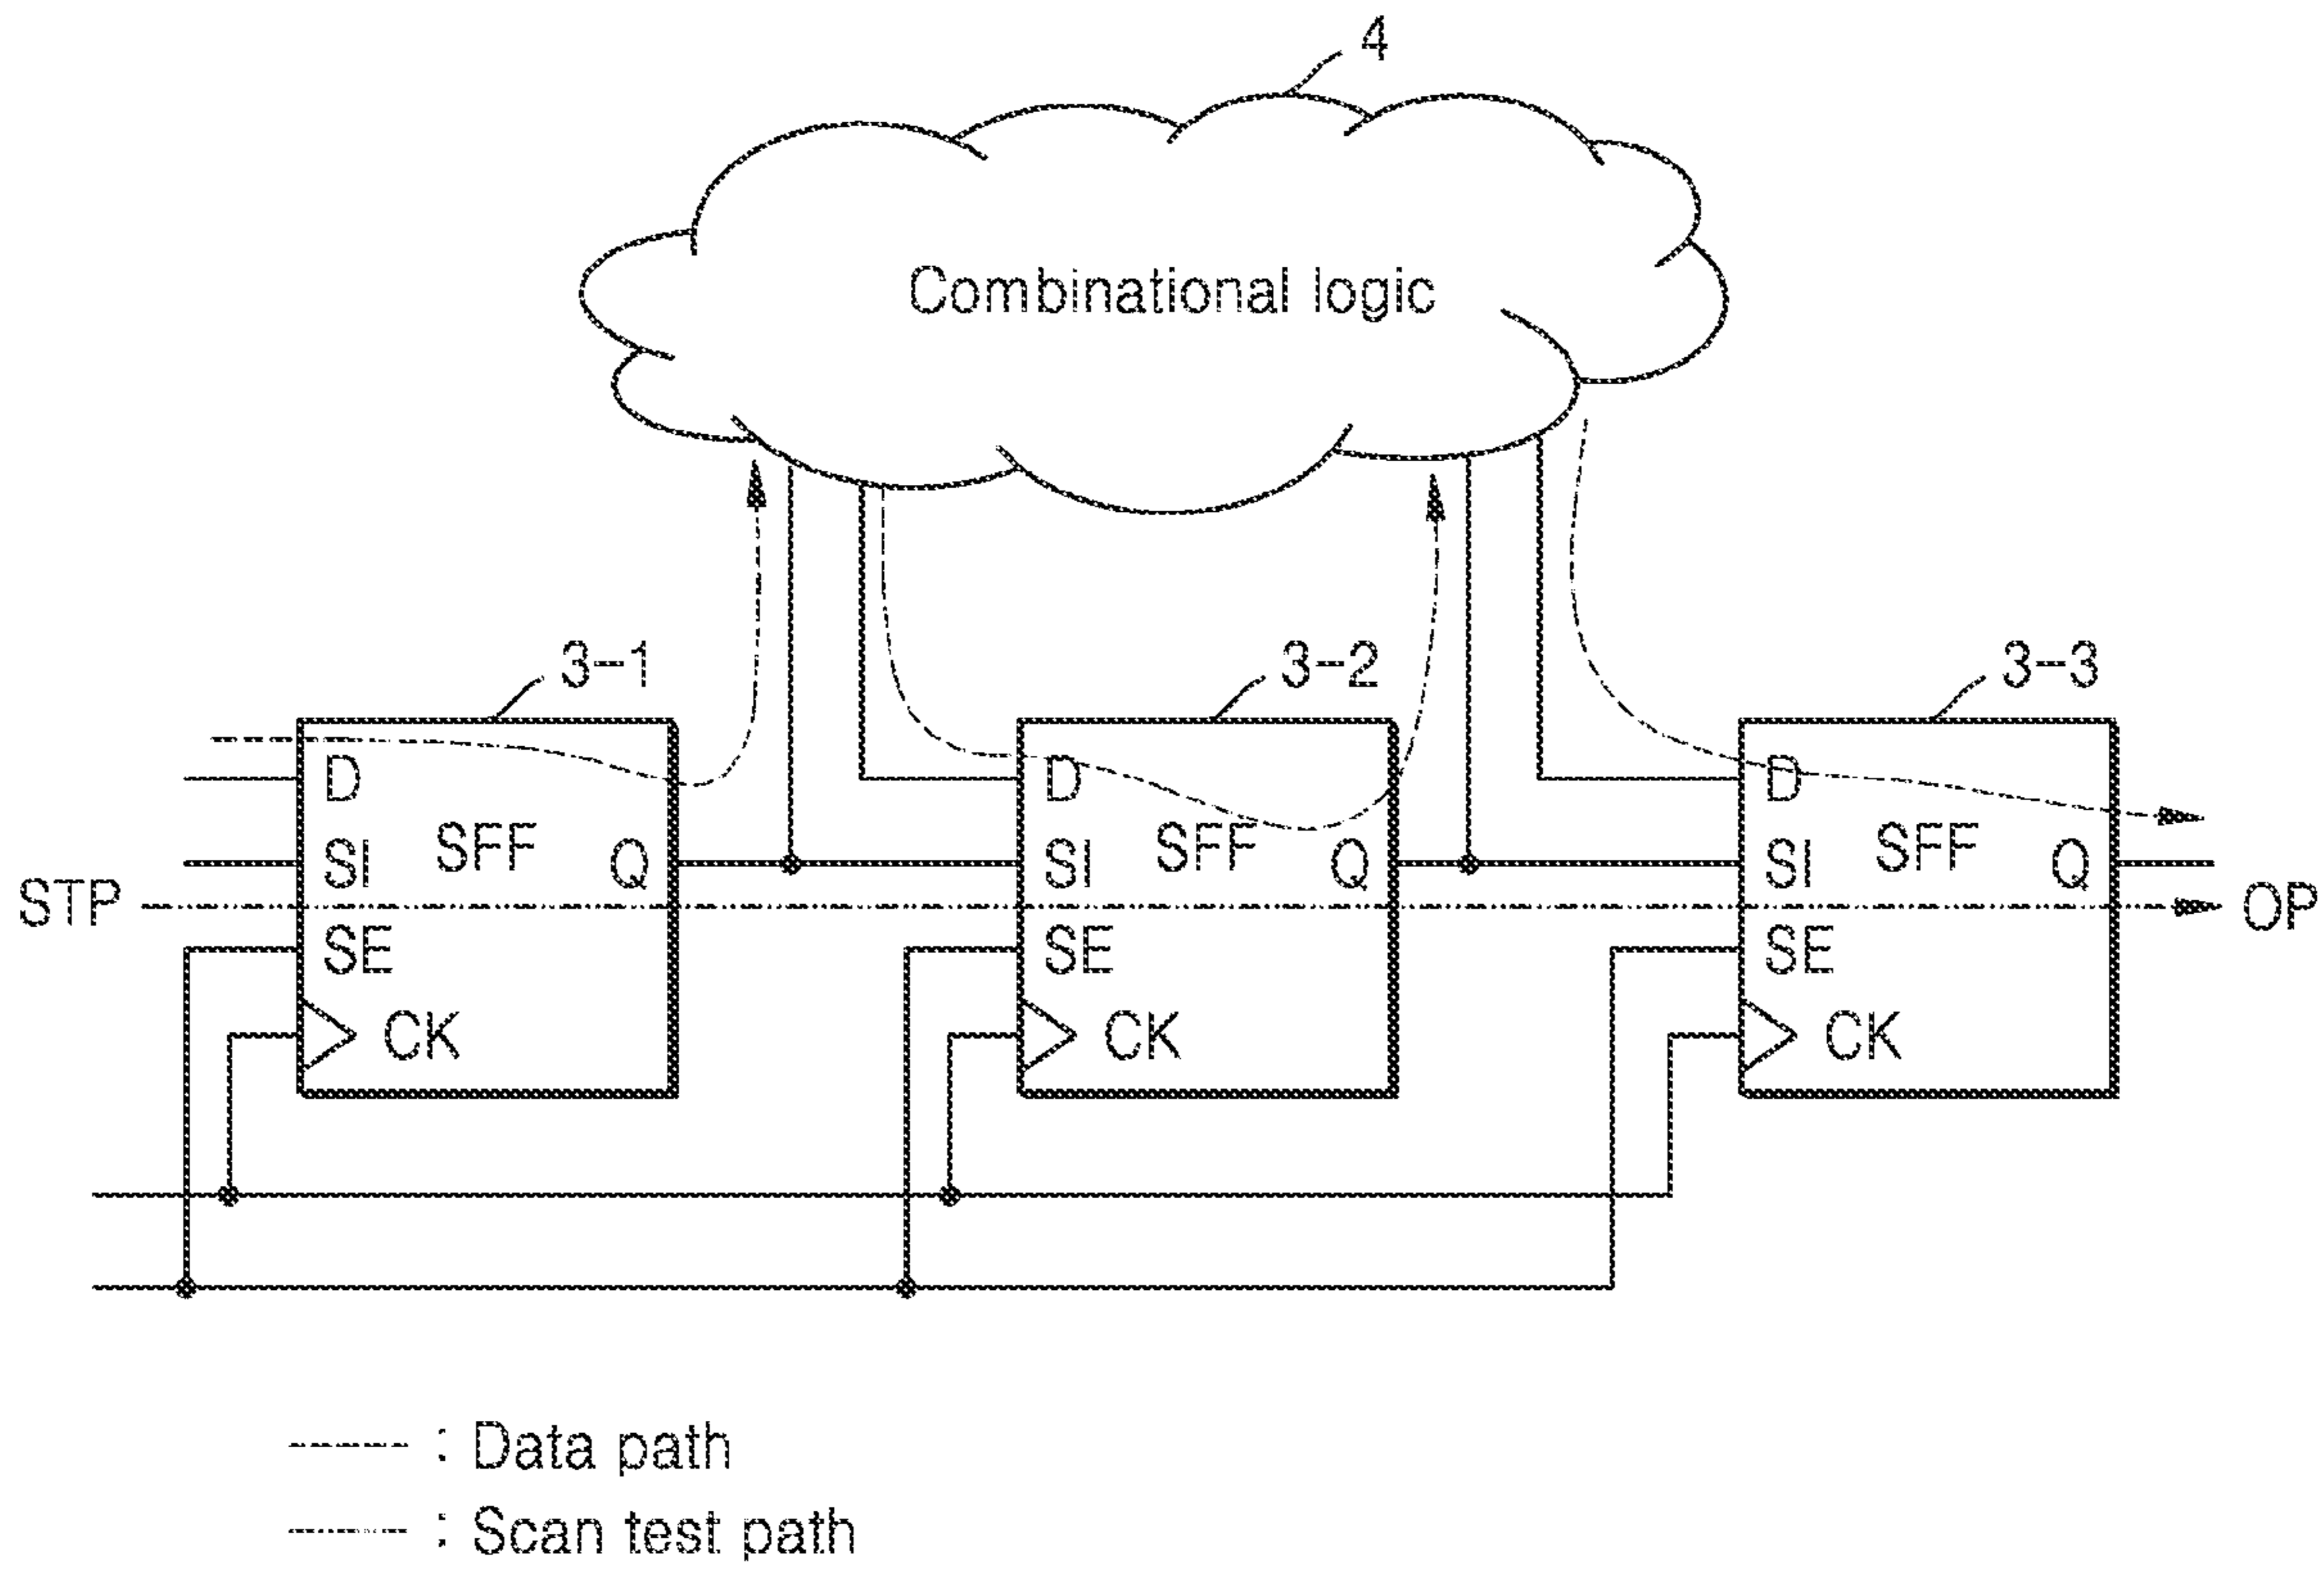 4
Combinational logic
3-1
3-2
3-3
D
SI
SFF
Q
SE
CK
D
SI
SFF
Q
SE
CK
D
SI
SFF
Q
SE
CK
STP
OP
: Data path
: Scan test path